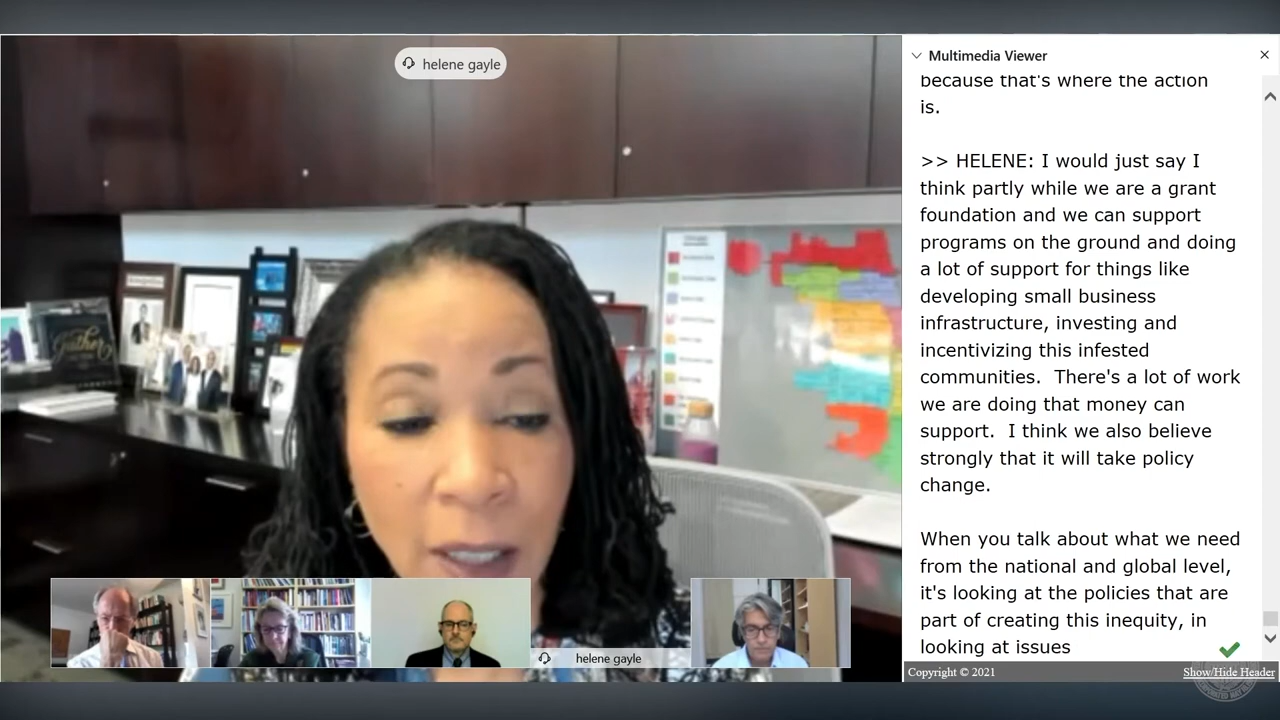 helene gayle
Multimedia Viewer
because that's where the action
is.
>> HELENE: I would just say I
think partly while we are a grant
foundation and we can support
programs on the ground and doing
a lot of support for things like
developing small business
infrastructure, investing and
incentivizing this infested
communities. There's a lot of work
we are doing that money can
support. I think we also believe
strongly that it will take policy
change.
When you talk about what we need
from the national and global level,
it's looking at the policies that are
part of creating this inequity, in
looking at issues
Gather
helene gayle
Copyright © 2021
Show/Hide Header